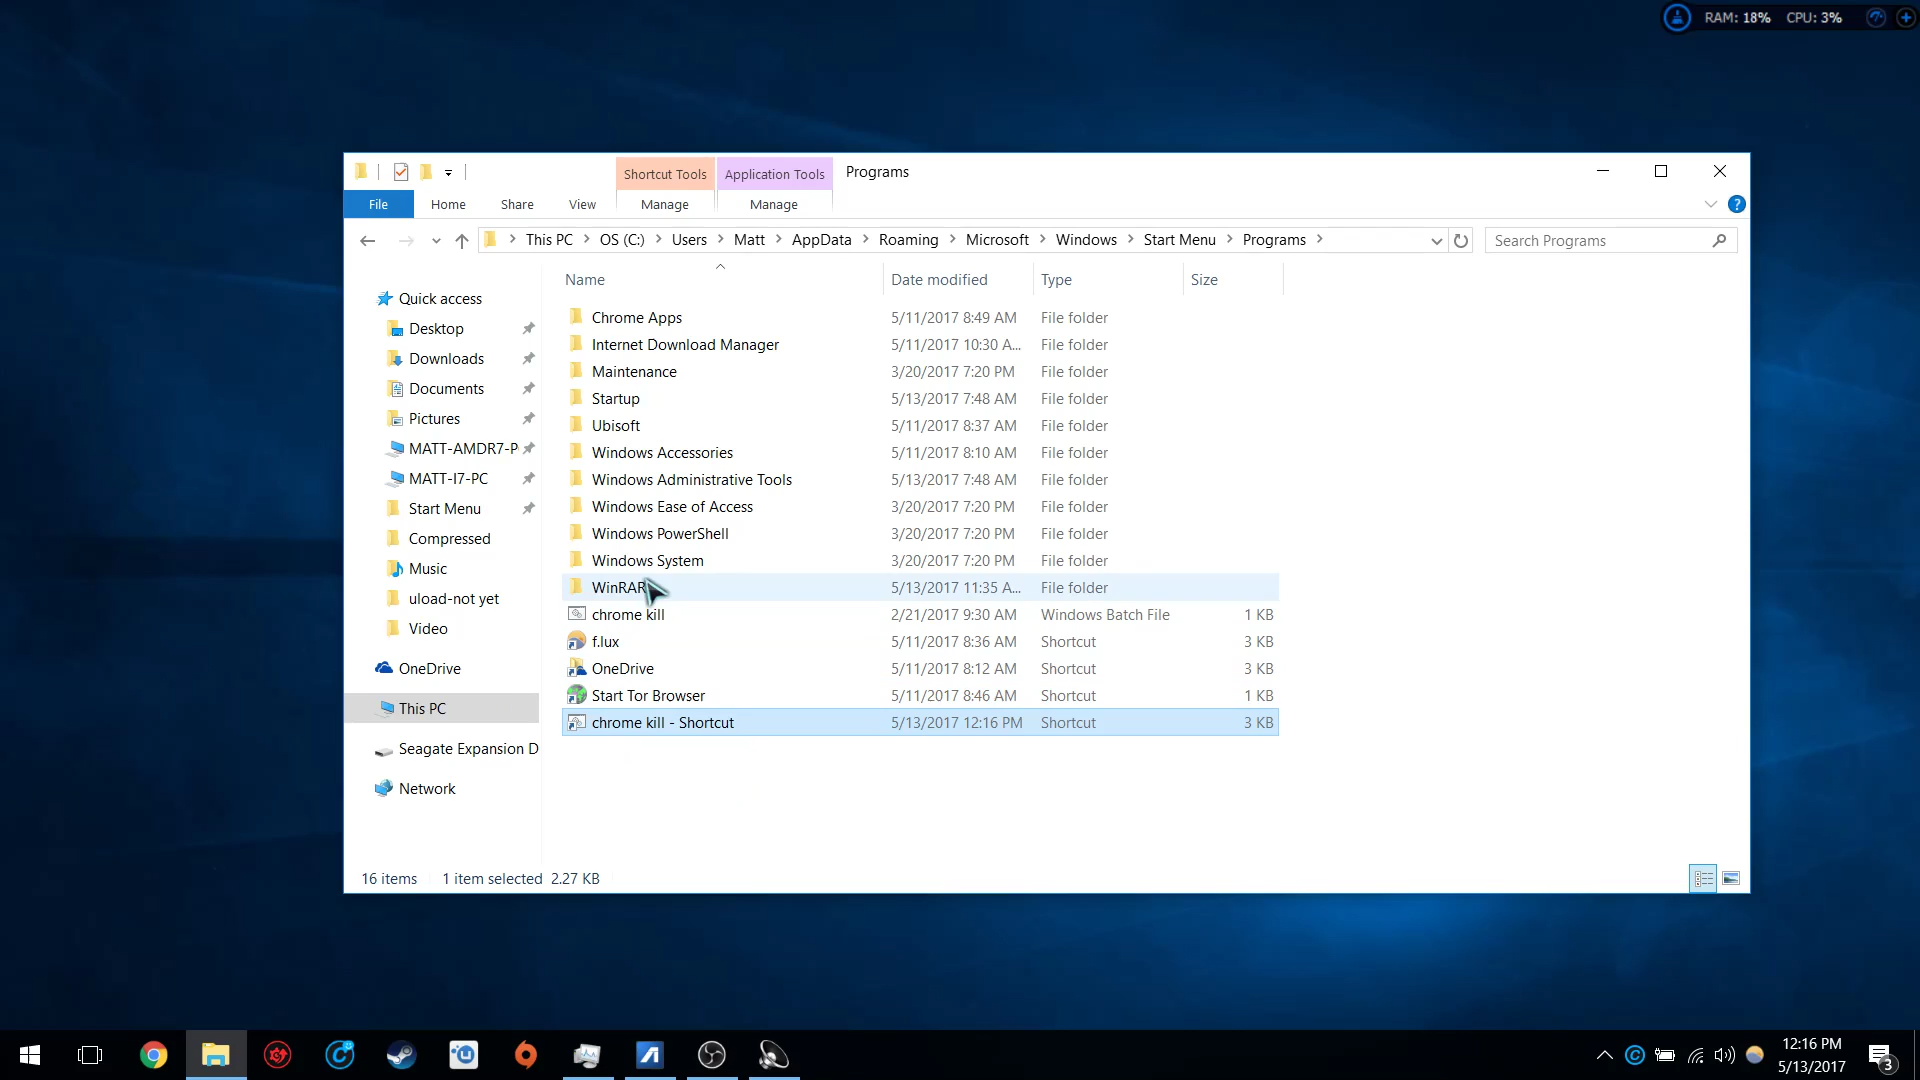 RAM: 18% CPU: 3%
Shortcut Tools Application Tools Programs
File Home Share View Manage Manage
This PC OS (C:) Users Matt AppData Roaming Microsoft Windows Start Menu Programs Search Programs
Name Date modified Type Size
Quick access
Desktop
Downloads
Documents
Pictures
MATT-AMDR7-P
MATT-I7-PC
Start Menu
Compressed
Music
uload-not yet
Video
OneDrive
This PC
Seagate Expansion D
Network
Chrome Apps 5/11/2017 8:49 AM File folder
Internet Download Manager 5/11/2017 10:30 A... File folder
Maintenance 3/20/2017 7:20 PM File folder
Startup 5/13/2017 7:48 AM File folder
Ubisoft 5/11/2017 8:37 AM File folder
Windows Accessories 5/11/2017 8:10 AM File folder
Windows Administrative Tools 5/13/2017 7:48 AM File folder
Windows Ease of Access 3/20/2017 7:20 PM File folder
Windows PowerShell 3/20/2017 7:20 PM File folder
Windows System 3/20/2017 7:20 PM File folder
WinRAR 5/13/2017 11:35 A... File folder
chrome kill 2/21/2017 9:30 AM Windows Batch File 1 KB
f.lux 5/11/2017 8:36 AM Shortcut 3 KB
OneDrive 5/11/2017 8:12 AM Shortcut 3 KB
Start Tor Browser 5/11/2017 8:46 AM Shortcut 1 KB
chrome kill - Shortcut 5/13/2017 12:16 PM Shortcut 3 KB
16 items 1 item selected 2.27 KB
12:16 PM
5/13/2017
3